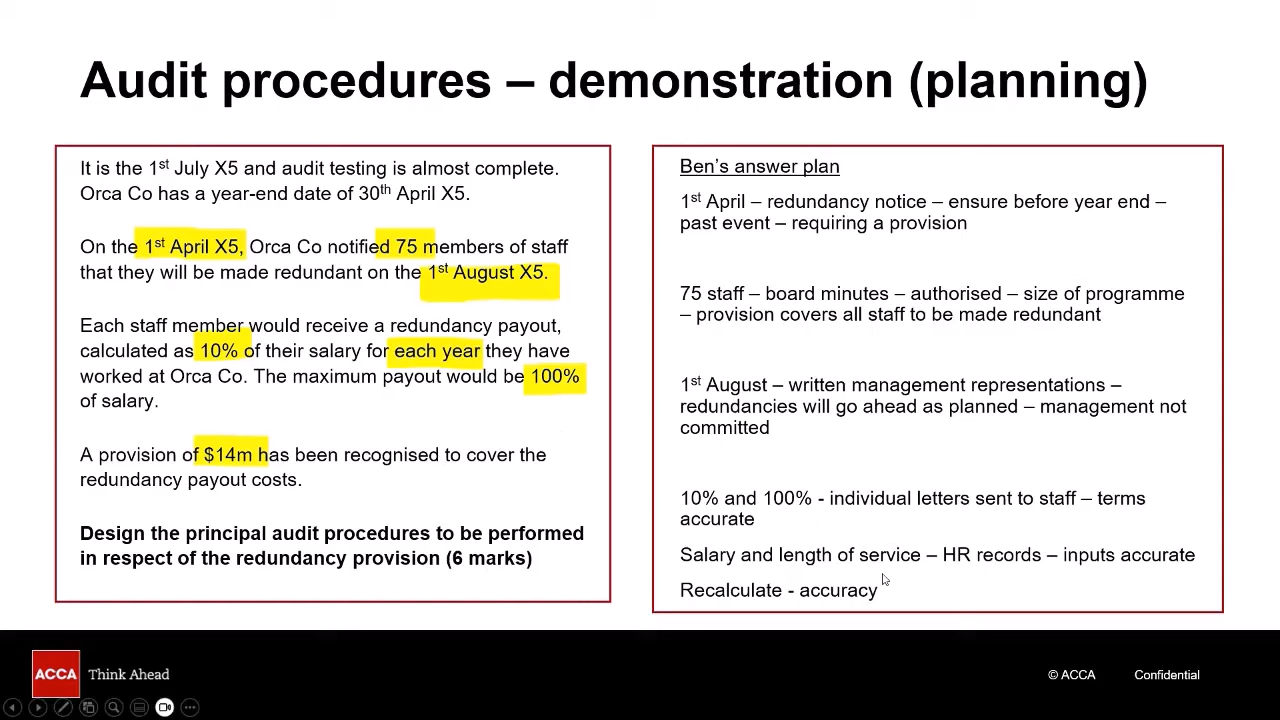 Audit procedures – demonstration (planning)
It is the 1st July X5 and audit testing is almost complete.
Orca Co has a year-end date of 30th April X5.
On the 1st April X5, Orca Co notified 75 members of staff
that they will be made redundant on the 1st August X5.
Each staff member would receive a redundancy payout,
calculated as 10% of their salary for each year they have
worked at Orca Co. The maximum payout would be 100%
of salary.
A provision of $14m has been recognised to cover the
redundancy payout costs.
Design the principal audit procedures to be performed
in respect of the redundancy provision (6 marks)
Ben's answer plan
1st April – redundancy notice – ensure before year end –
past event – requiring a provision
75 staff – board minutes – authorised – size of programme
– provision covers all staff to be made redundant
1st August – written management representations –
redundancies will go ahead as planned – management not
committed
10% and 100% - individual letters sent to staff – terms
accurate
Salary and length of service – HR records – inputs accurate
Recalculate - accuracy
ACCA Think Ahead
© ACCA Confidential